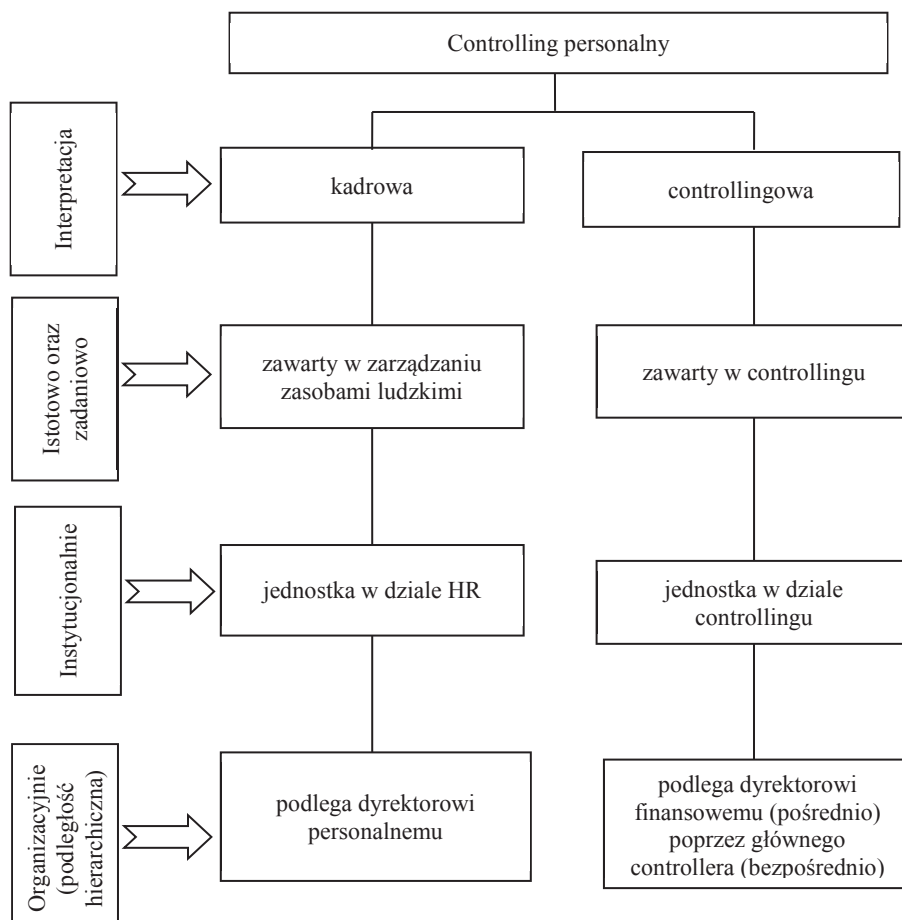 Controlling personalny
Interpretacja
kadrowa
controllingowa
Istotowo oraz
zadaniowo
zawarty w zarządzaniu
zasobami ludzkimi
zawarty w controllingu
Instytucjonalnie
jednostka w dziale HR
jednostka w dziale
controllingu
Organizacyjnie
(podległość
hierarchiczna)
podlega dyrektorowi
personalnemu
podlega dyrektorowi
finansowemu (pośrednio)
poprzez głównego
controllera (bezpośrednio)